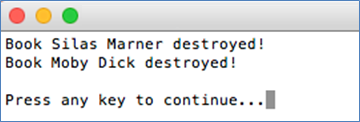 Book Silas Marner destroyed!
Book Moby Dick destroyed!
Press any key to continue...